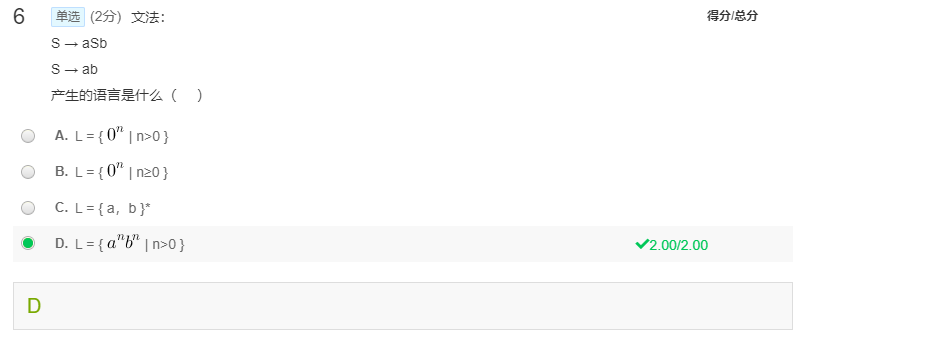 6 单选 (2分) 文法： 得分/总分
S → aSb
S → ab
产生的语言是什么（ ）
A. L = { 0ⁿ | n>0 }
B. L = { 0ⁿ | n≥0 }
C. L = { a，b }*
D. L = { aⁿbⁿ | n>0 } ✔2.00/2.00
D